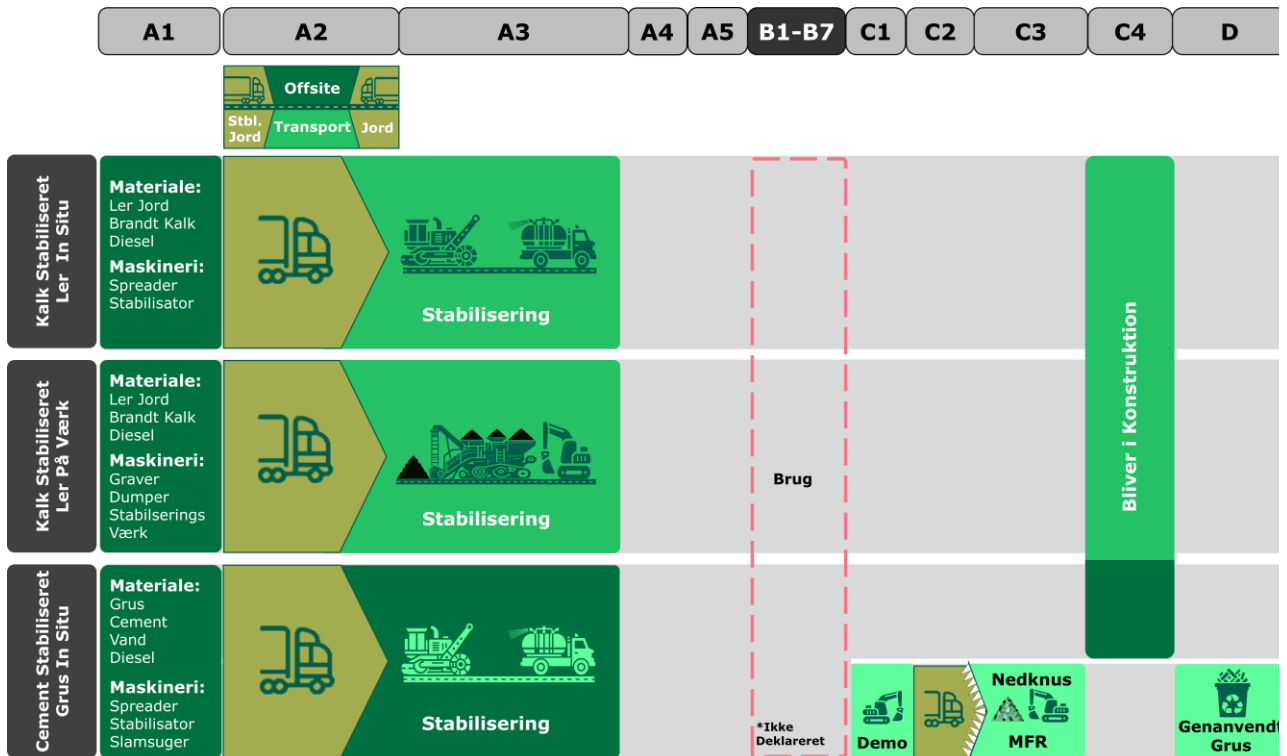 A1
A2
A3
A4
A5
B1-B7
C1
C2
C3
C4
D
Offsite
Stbl.
Jord
Transport
Jord
Kalk Stabiliseret
Ler In Situ
Materiale:
Ler Jord
Brandt Kalk
Diesel
Maskineri:
Spreader
Stabilisator
Stabilisering
Kalk Stabiliseret
Ler På Værk
Materiale:
Ler Jord
Brandt Kalk
Diesel
Maskineri:
Graver
Dumper
Stabilserings
Værk
Stabilisering
Brug
Bliver i Konstruktion
Cement Stabiliseret
Grus In Situ
Materiale:
Grus
Cement
Vand
Diesel
Maskineri:
Spreader
Stabilisator
Slamsuger
Stabilisering
*Ikke
Deklareret
Demo
Nedknus
MFR
Genanvendt
Grus